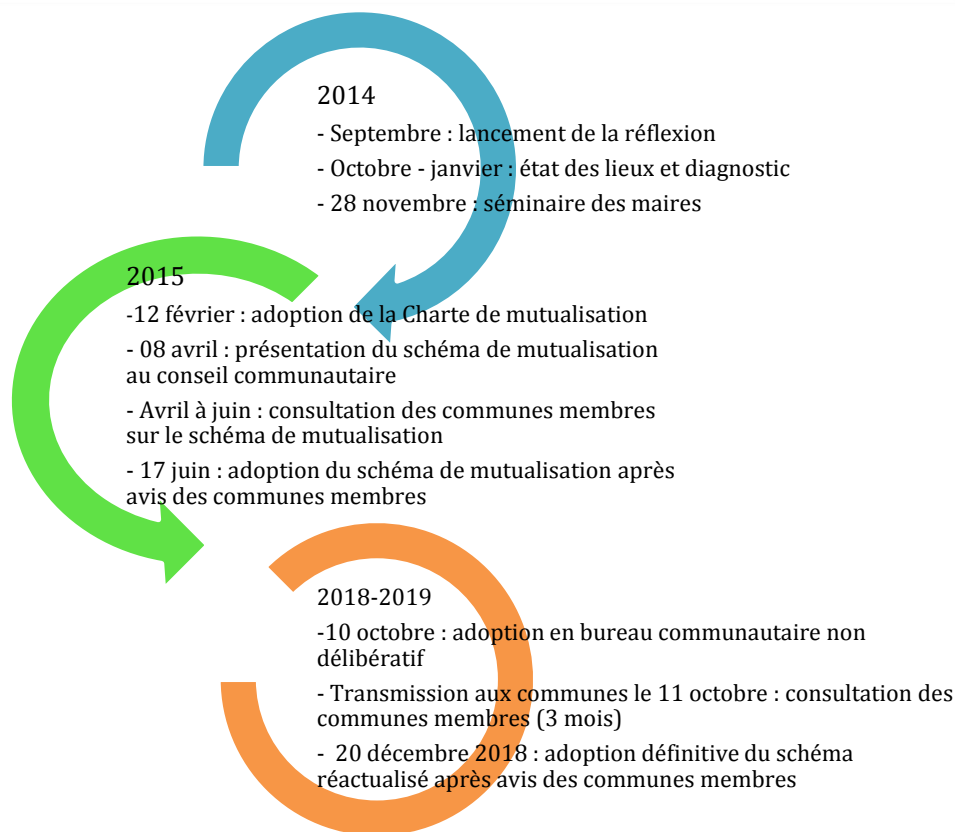 2014
- Septembre : lancement de la réflexion
- Octobre - janvier : état des lieux et diagnostic
- 28 novembre : séminaire des maires
2015
-12 février : adoption de la Charte de mutualisation
- 08 avril : présentation du schéma de mutualisation
au conseil communautaire
- Avril à juin : consultation des communes membres
sur le schéma de mutualisation
- 17 juin : adoption du schéma de mutualisation après
avis des communes membres
2018-2019
-10 octobre : adoption en bureau communautaire non
délibératif
- Transmission aux communes le 11 octobre : consultation des
communes membres (3 mois)
- 20 décembre 2018 : adoption définitive du schéma
réactualisé après avis des communes membres